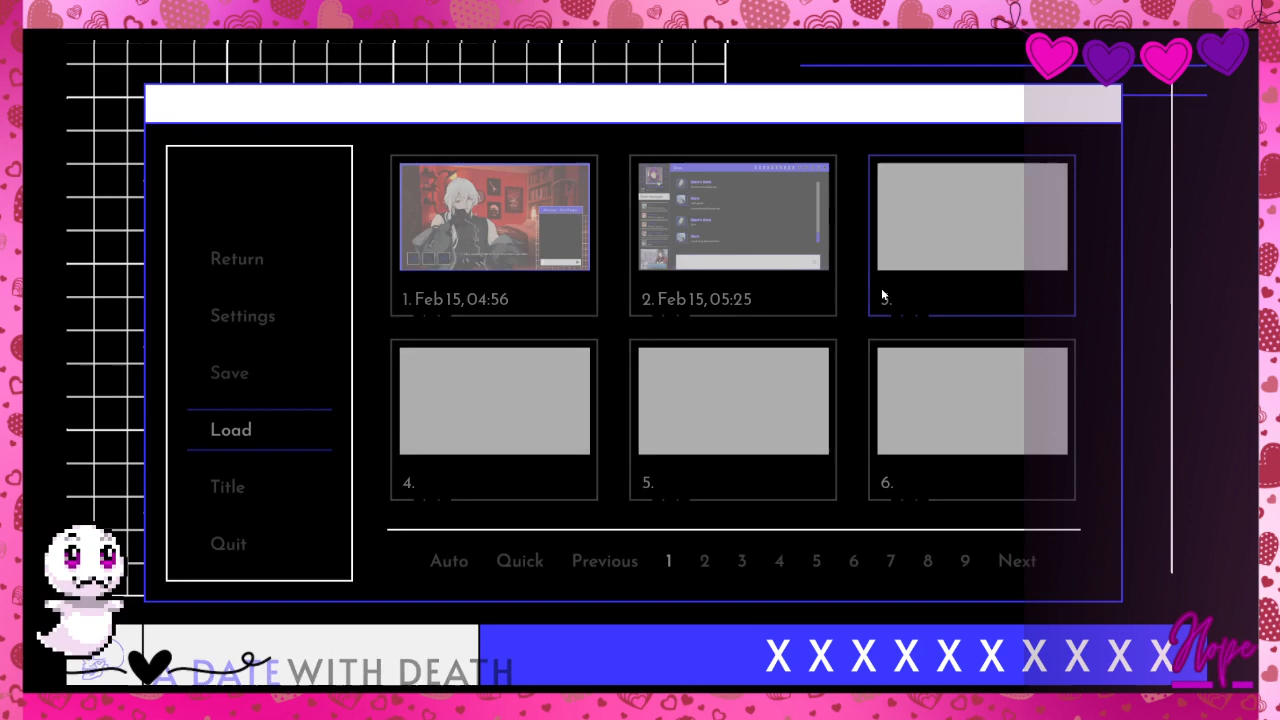 Return
Settings
Save
Load
Title
Quit
1. Feb 15, 04:56
2. Feb 15, 05:25
3.
4.
5.
6.
Auto Quick Previous 1 2 3 4 5 6 7 8 9 Next
A DATE WITH DEATH
X X X X X X X X X X
Nope